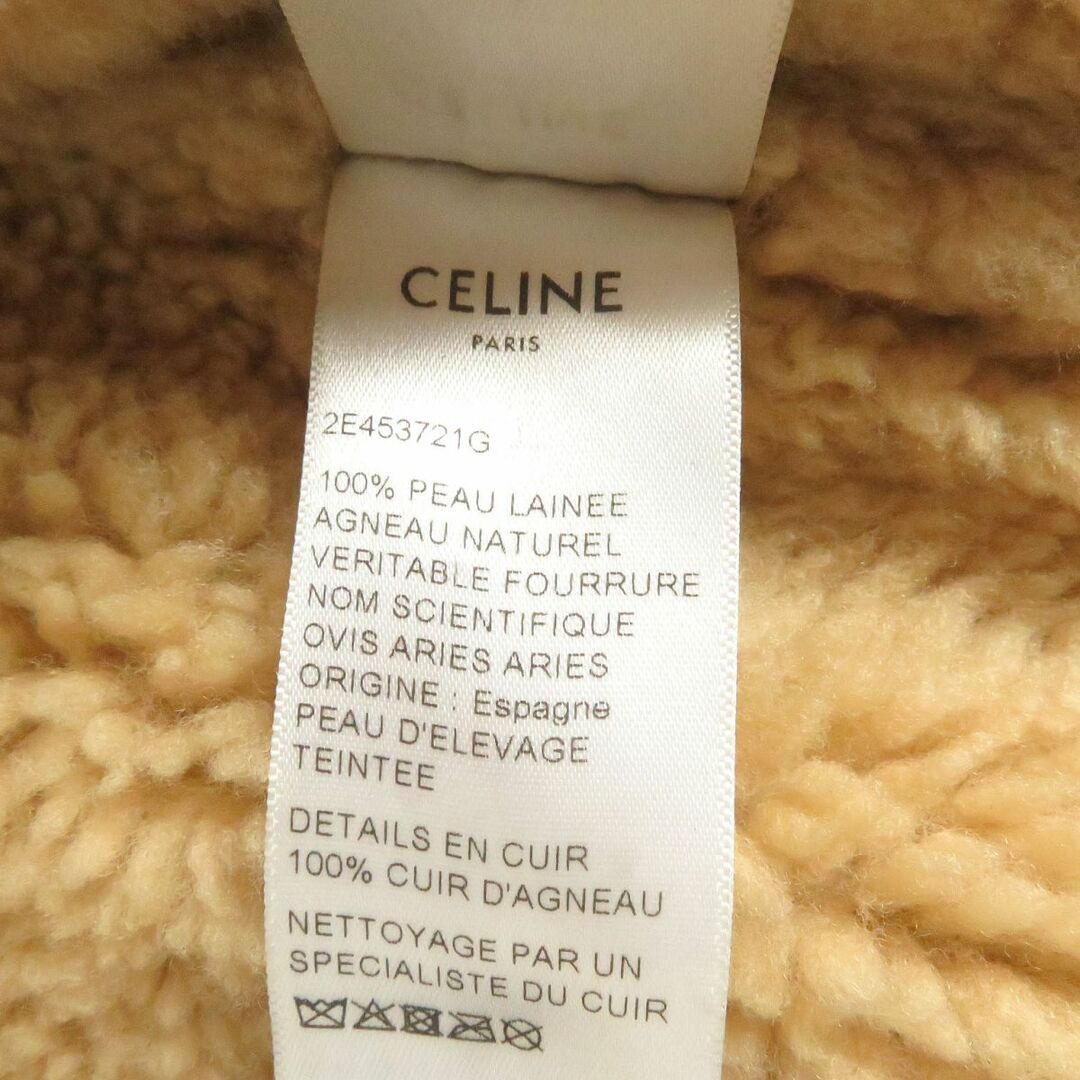 CELINE
PARIS
2E453721G
100% PEAU LAINEE
AGNEAU NATUREL
VERITABLE FOURRURE
NOM SCIENTIFIQUE
OVIS ARIES ARIES
ORIGINE : Espagne
PEAU D'ELEVAGE
TEINTEE
DETAILS EN CUIR
100% CUIR D'AGNEAU
NETTOYAGE PAR UN
SPECIALISTE DU CUIR